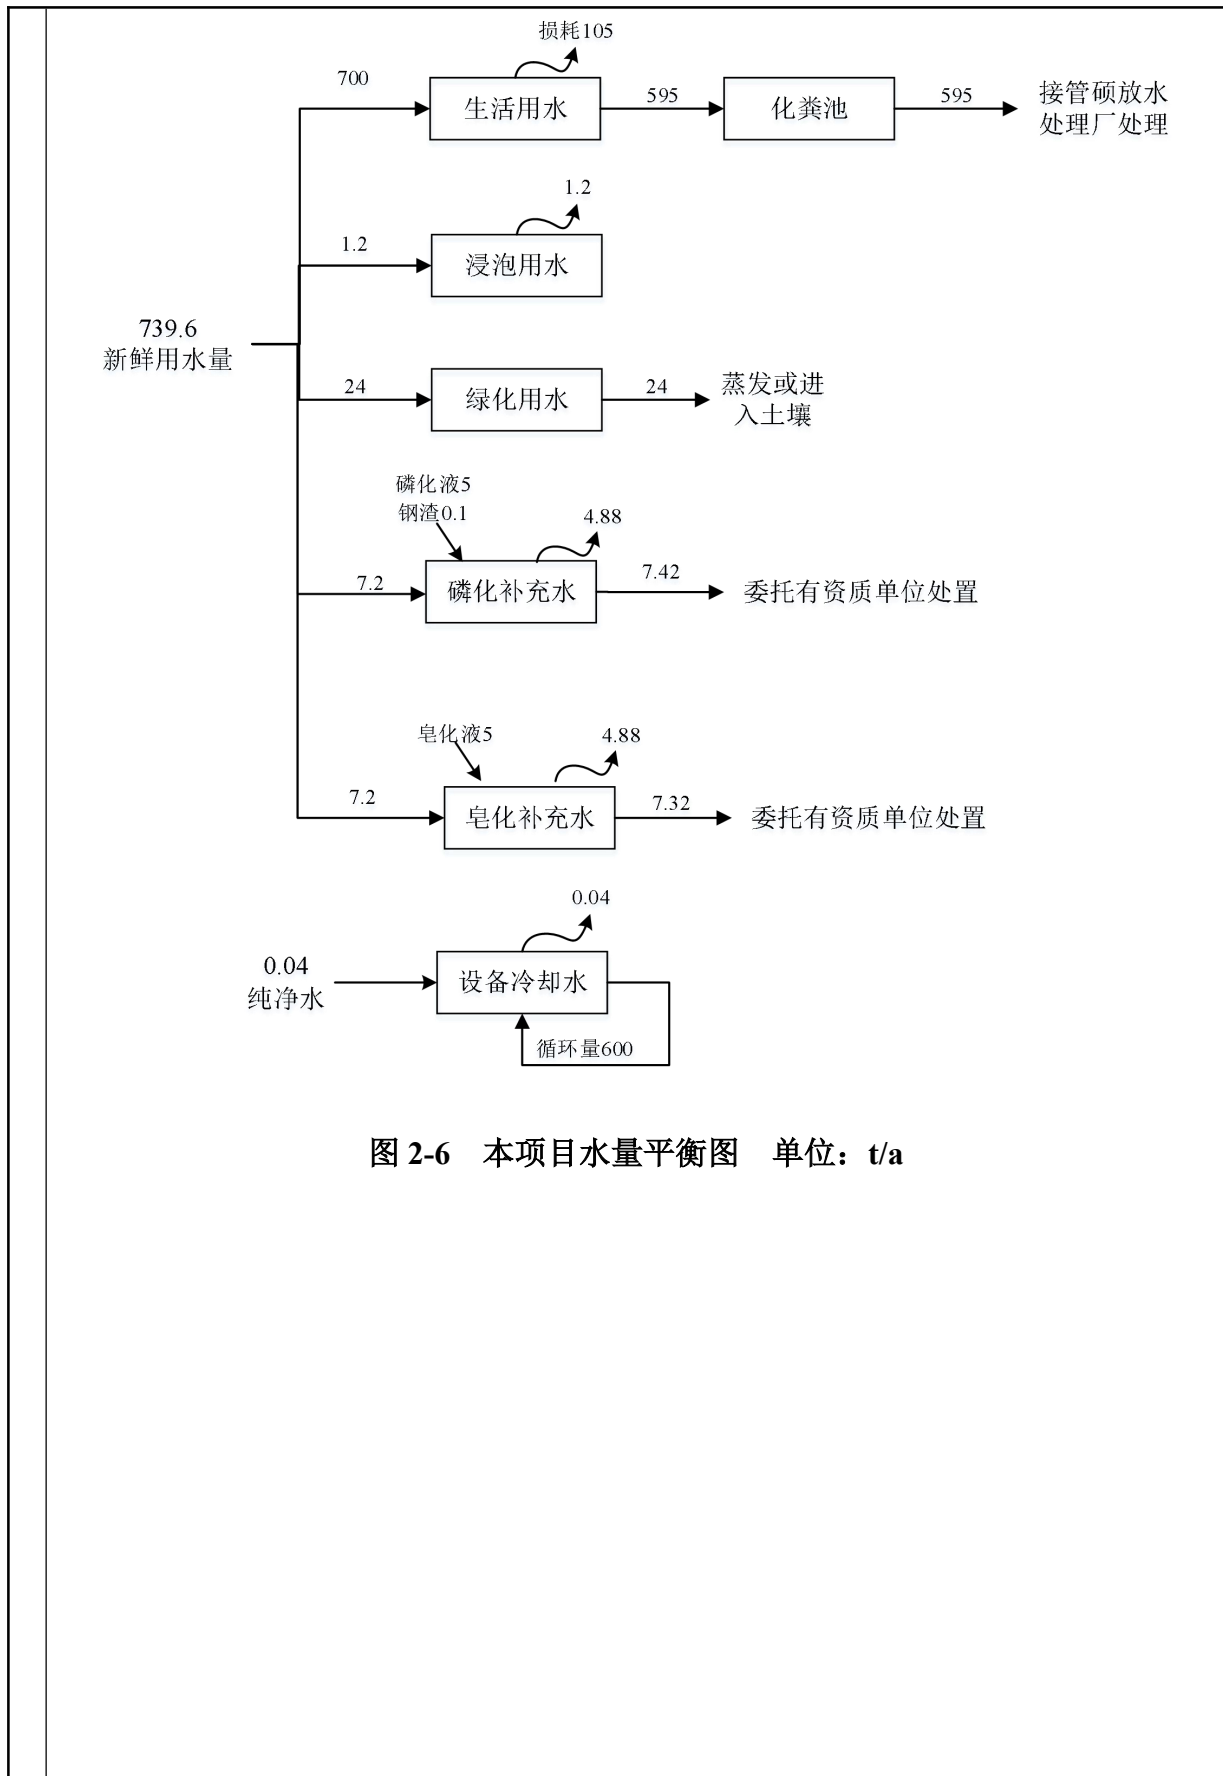 损耗105
700
生活用水
595
化粪池
595
接管硕放水
处理厂处理
1.2
1.2
浸泡用水
739.6
新鲜用水量
24
绿化用水
24
蒸发或进
入土壤
磷化液5
钢渣0.1
4.88
7.2
磷化补充水
7.42
委托有资质单位处置
皂化液5
4.88
7.2
皂化补充水
7.32
委托有资质单位处置
0.04
0.04
纯净水
设备冷却水
循环量600
图 2-6 本项目水量平衡图 单位：t/a